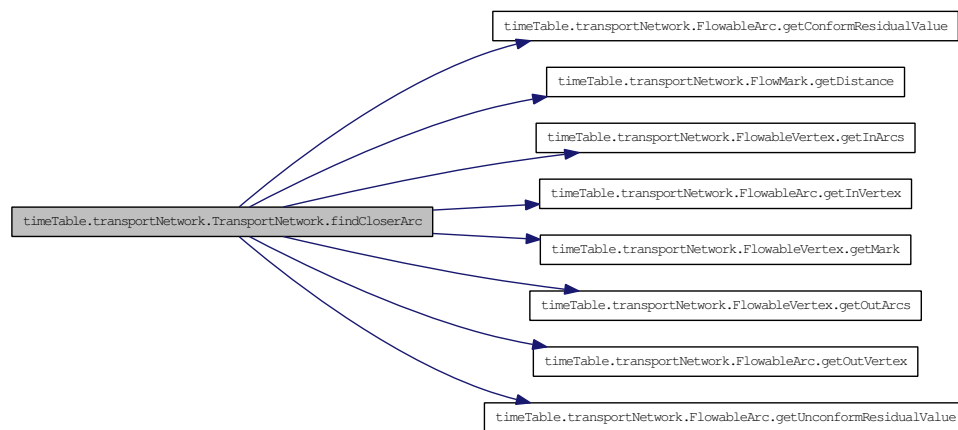 timeTable.transportNetwork.FlowableArc.getConformResidualValue
timeTable.transportNetwork.FlowMark.getDistance
timeTable.transportNetwork.FlowableVertex.getInArcs
timeTable.transportNetwork.FlowableArc.getInVertex
timeTable.transportNetwork.TransportNetwork.findCloserArc
timeTable.transportNetwork.FlowableVertex.getMark
timeTable.transportNetwork.FlowableVertex.getOutArcs
timeTable.transportNetwork.FlowableArc.getOutVertex
timeTable.transportNetwork.FlowableArc.getUnconformResidualValue